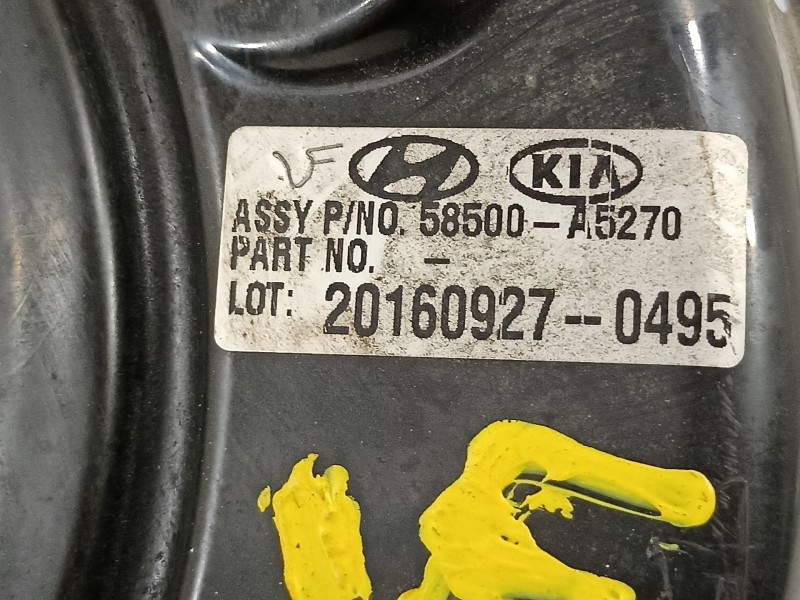 VF KIA
ASSY P/NO. 58500-A5270
PART NO. -
LOT: 20160927--0495